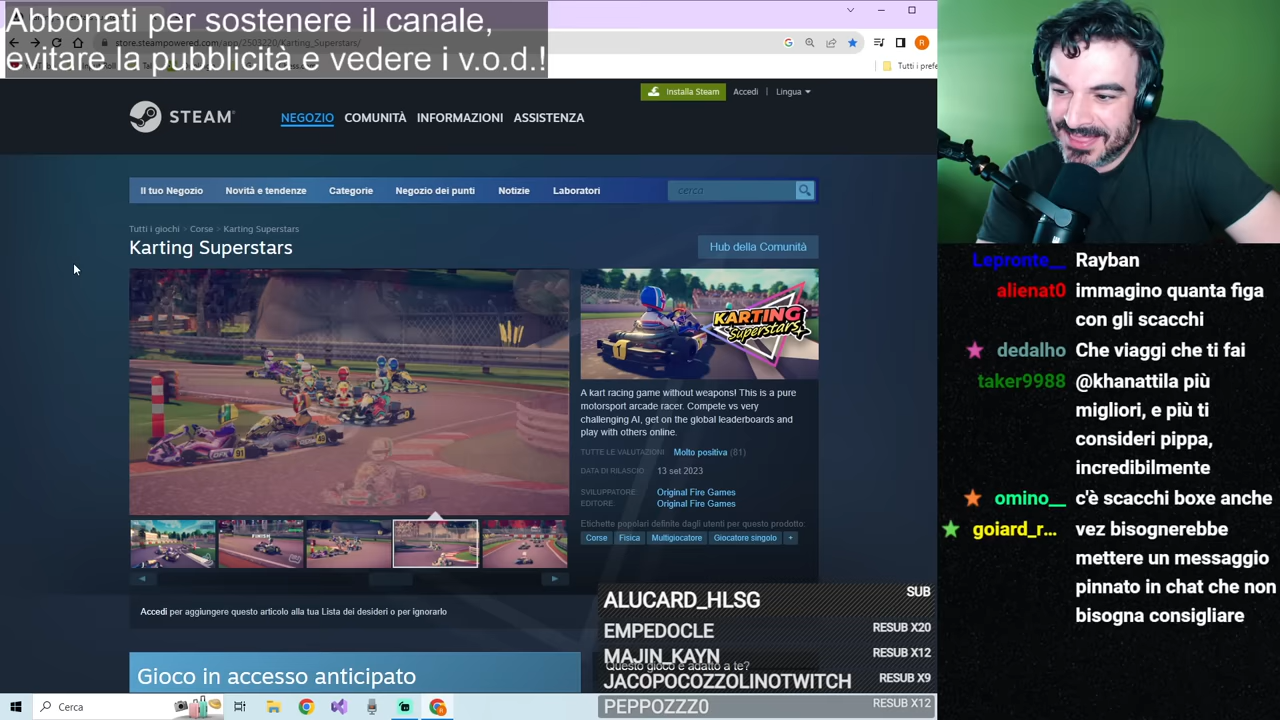 Abbonati per sostenere il canale,
evitare la pubblicità e vedere i v.o.d.!
store.steampowered.com/app/2503220/Karting_Superstars/
Tutti i prefe
Installa Steam
Accedi
Lingua
STEAM
NEGOZIO
COMUNITÀ
INFORMAZIONI
ASSISTENZA
Il tuo Negozio
Novità e tendenze
Categorie
Negozio dei punti
Notizie
Laboratori
cerca
Tutti i giochi > Corse > Karting Superstars
Karting Superstars
Hub della Comunità
KARTING
Superstars
A kart racing game without weapons! This is a pure
motorsport arcade racer. Compete vs very
challenging AI, get on the global leaderboards and
play with others online.
TUTTE LE VALUTAZIONI: Molto positiva (81)
DATA DI RILASCIO: 13 set 2023
SVILUPPATORE: Original Fire Games
EDITORE: Original Fire Games
Etichette popolari definite dagli utenti per questo prodotto:
Corse
Fisica
Multigiocatore
Giocatore singolo
+
Accedi per aggiungere questo articolo alla tua Lista dei desideri o per ignorarlo
Gioco in accesso anticipato
Questo gioco è adatto a te?
ALUCARD_HLSG SUB
EMPEDOCLE RESUB X20
MAJIN_KAYN RESUB X12
JACOPOCOZZOLINOTWITCH RESUB X9
PEPPOZZZ0 RESUB X12
Lepronte__ Rayban
alienat0 immagino quanta figa
con gli scacchi
dedalho Che viaggi che ti fai
taker9988 @khanattila più
migliori, e più ti
consideri pippa,
incredibilmente
omino__ c'è scacchi boxe anche
goiard_r... vez bisognerebbe
mettere un messaggio
pinnato in chat che non
bisogna consigliare
Cerca